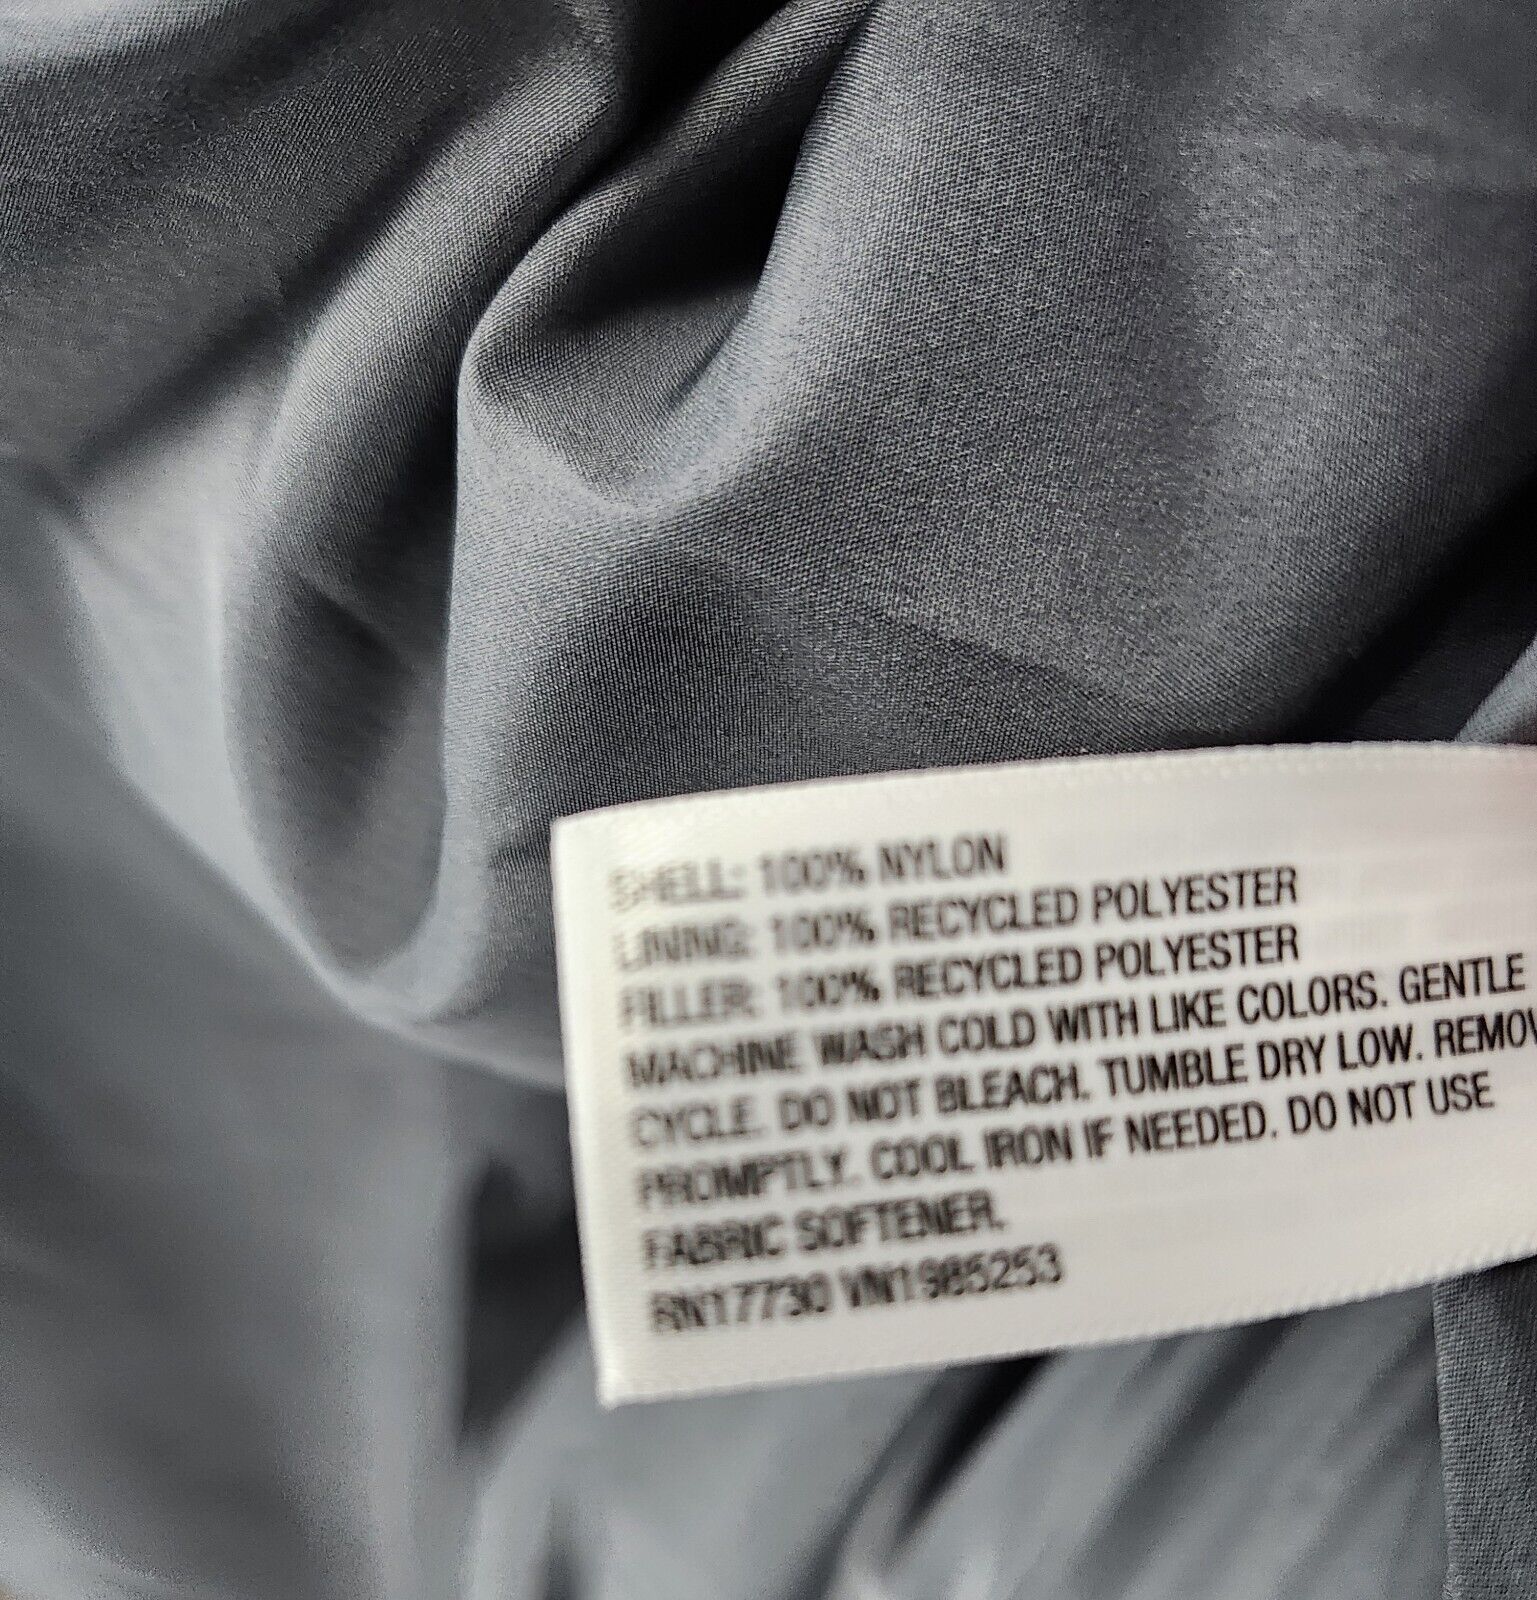 SHELL: 100% NYLON
LINING: 100% RECYCLED POLYESTER
FILLER: 100% RECYCLED POLYESTER
MACHINE WASH COLD WITH LIKE COLORS. GENTLE
CYCLE. DO NOT BLEACH. TUMBLE DRY LOW. REMOV
PROMPTLY. COOL IRON IF NEEDED. DO NOT USE
FABRIC SOFTENER.
RN17730 VN1985253